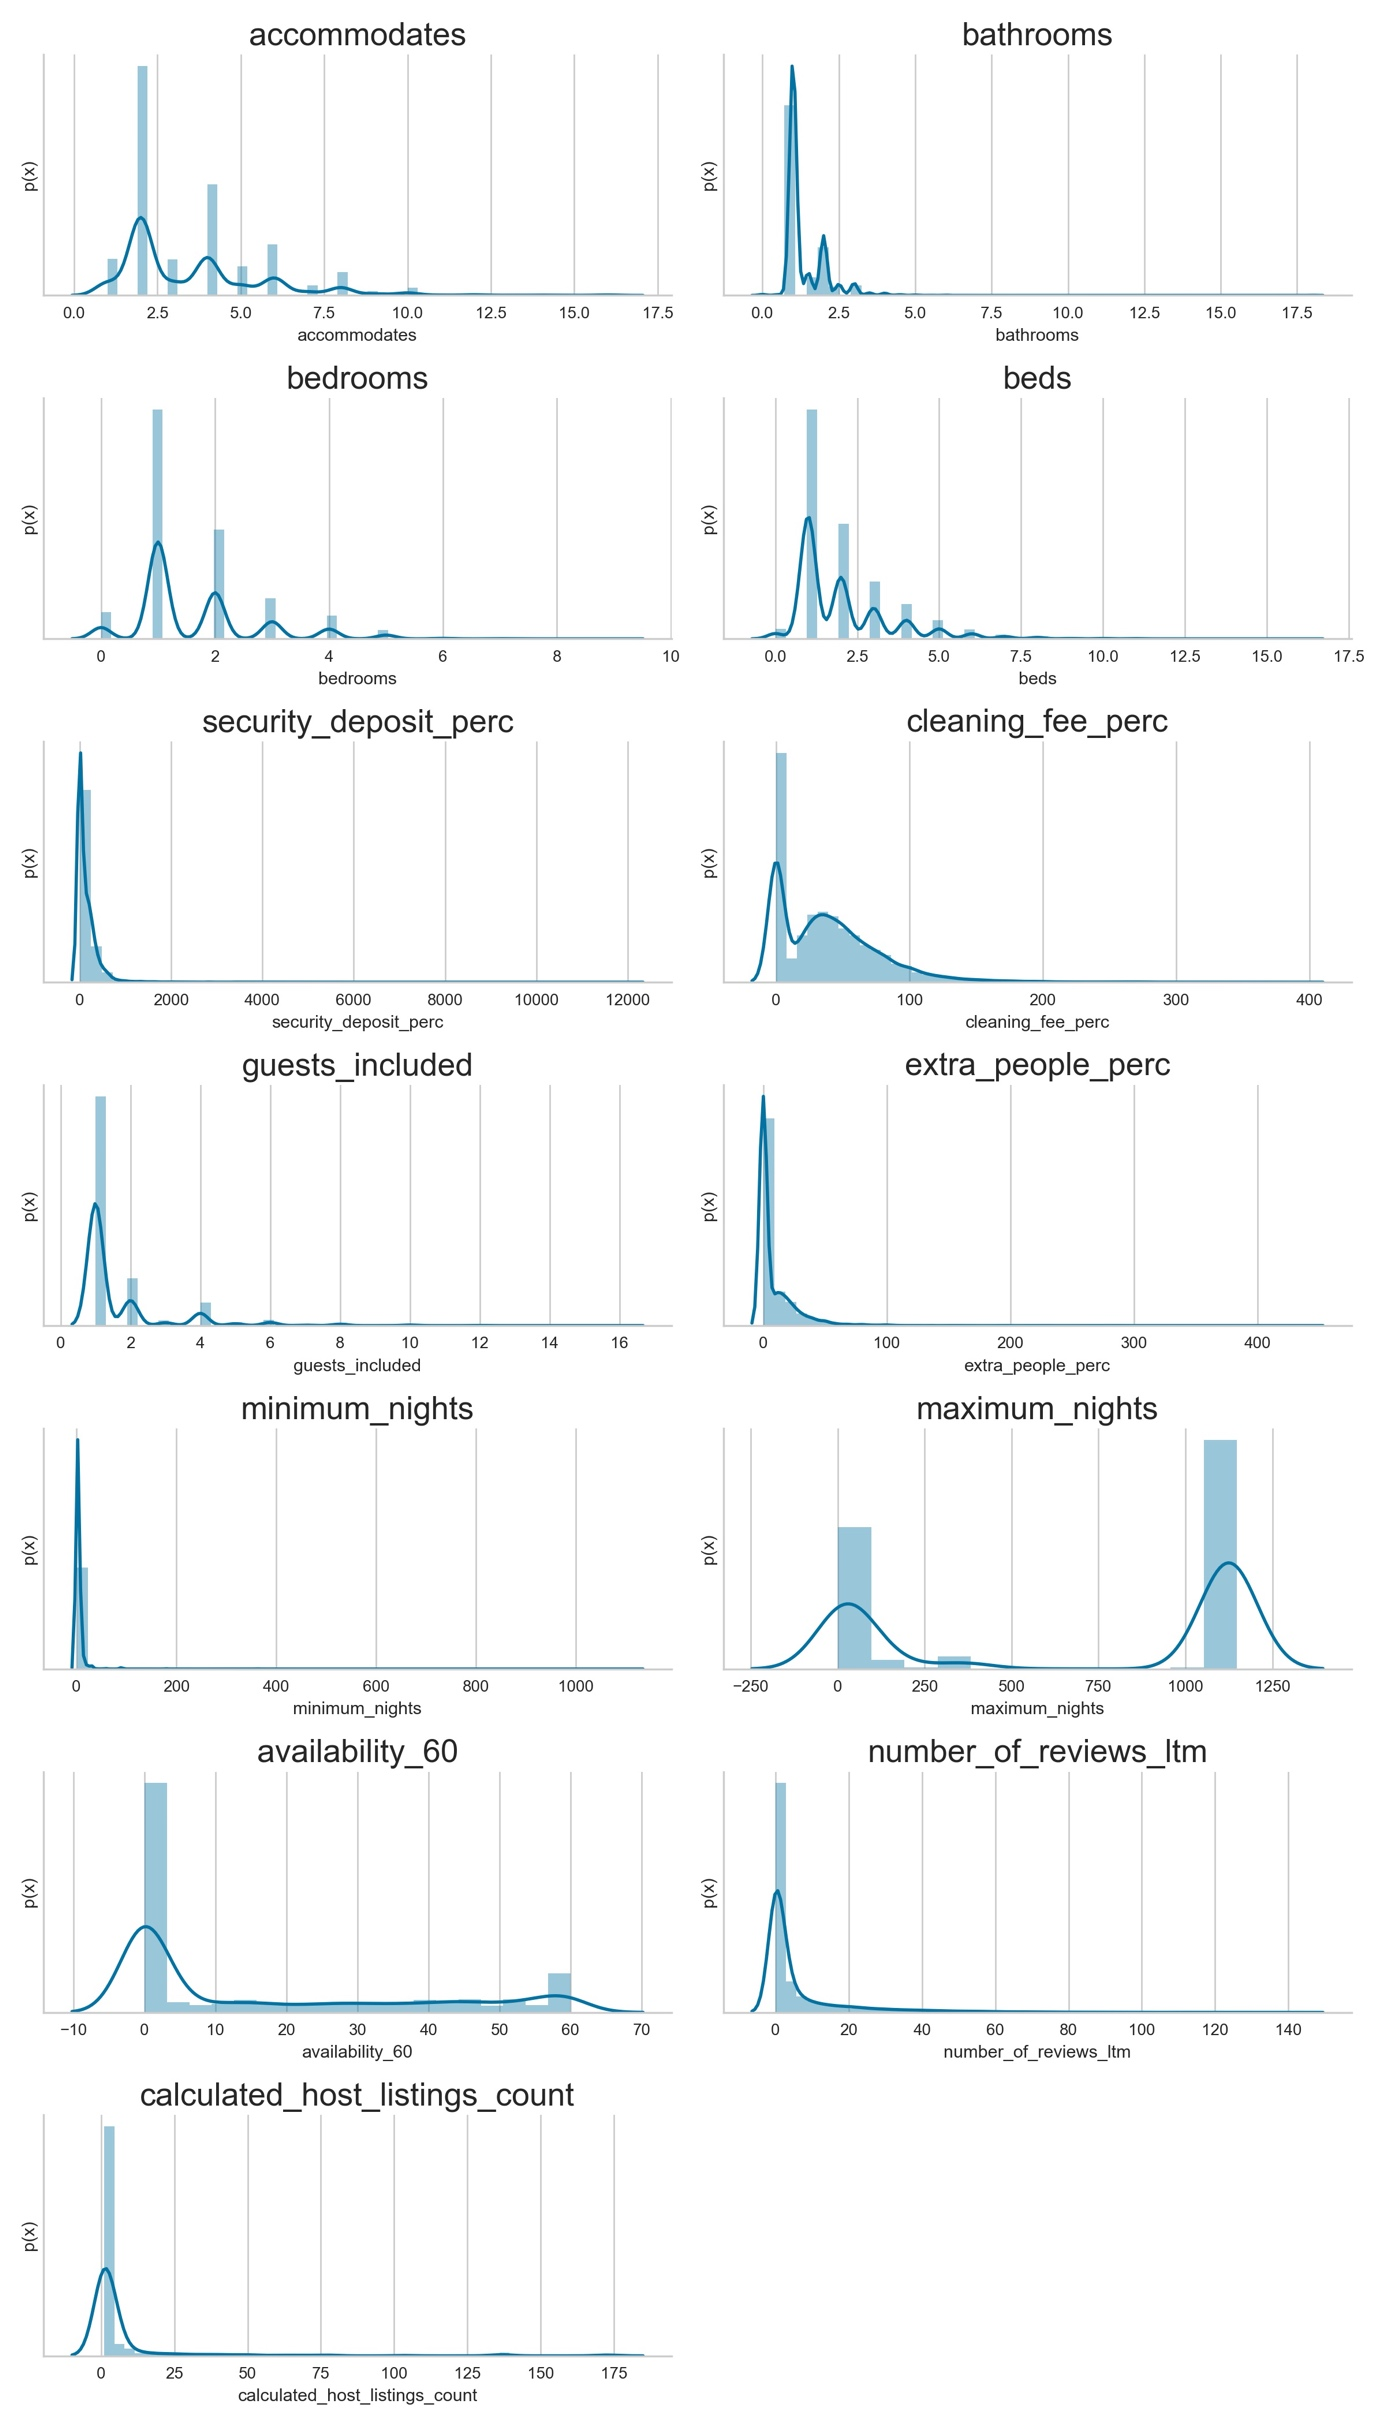 accommodates
p(x)
0.0 2.5 5.0 7.5 10.0 12.5 15.0 17.5
accommodates
bathrooms
p(x)
0.0 2.5 5.0 7.5 10.0 12.5 15.0 17.5
bathrooms
bedrooms
p(x)
0 2 4 6 8 10
bedrooms
beds
p(x)
0.0 2.5 5.0 7.5 10.0 12.5 15.0 17.5
beds
security_deposit_perc
p(x)
0 2000 4000 6000 8000 10000 12000
security_deposit_perc
cleaning_fee_perc
p(x)
0 100 200 300 400
cleaning_fee_perc
guests_included
p(x)
0 2 4 6 8 10 12 14 16
guests_included
extra_people_perc
p(x)
0 100 200 300 400
extra_people_perc
minimum_nights
p(x)
0 200 400 600 800 1000
minimum_nights
maximum_nights
p(x)
−250 0 250 500 750 1000 1250
maximum_nights
availability_60
p(x)
−10 0 10 20 30 40 50 60 70
availability_60
number_of_reviews_ltm
p(x)
0 20 40 60 80 100 120 140
number_of_reviews_ltm
calculated_host_listings_count
p(x)
0 25 50 75 100 125 150 175
calculated_host_listings_count